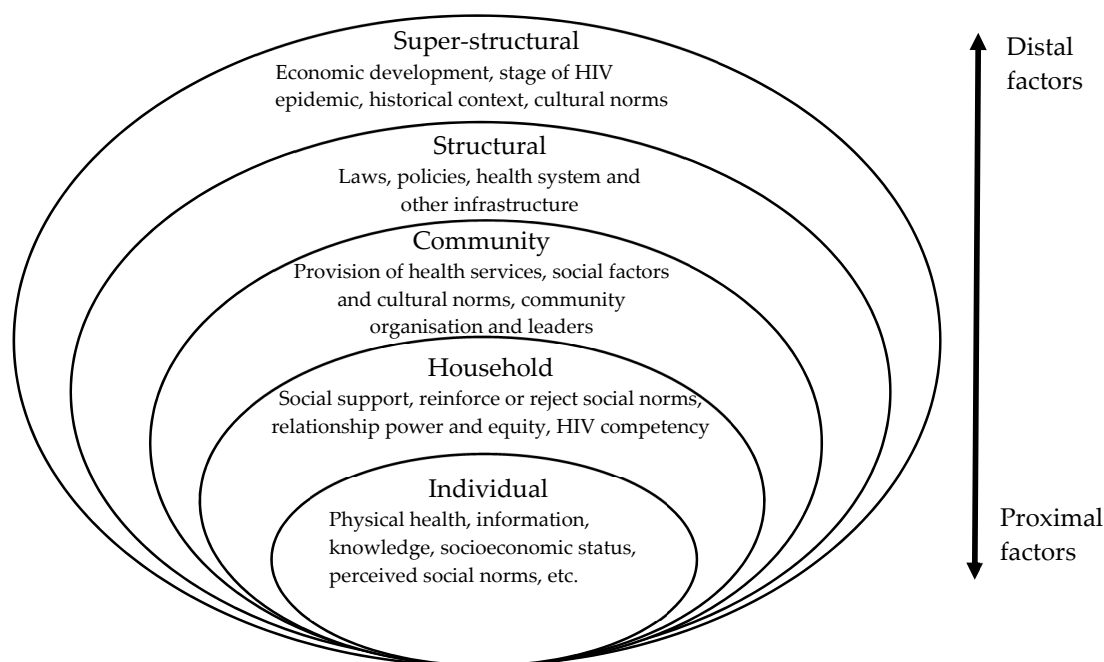 Super-structural
Economic development, stage of HIV
epidemic, historical context, cultural norms
Structural
Laws, policies, health system and
other infrastructure
Community
Provision of health services, social factors
and cultural norms, community
organisation and leaders
Household
Social support, reinforce or reject social norms,
relationship power and equity, HIV competency
Individual
Physical health, information,
knowledge, socioeconomic status,
perceived social norms, etc.
Distal
factors
Proximal
factors